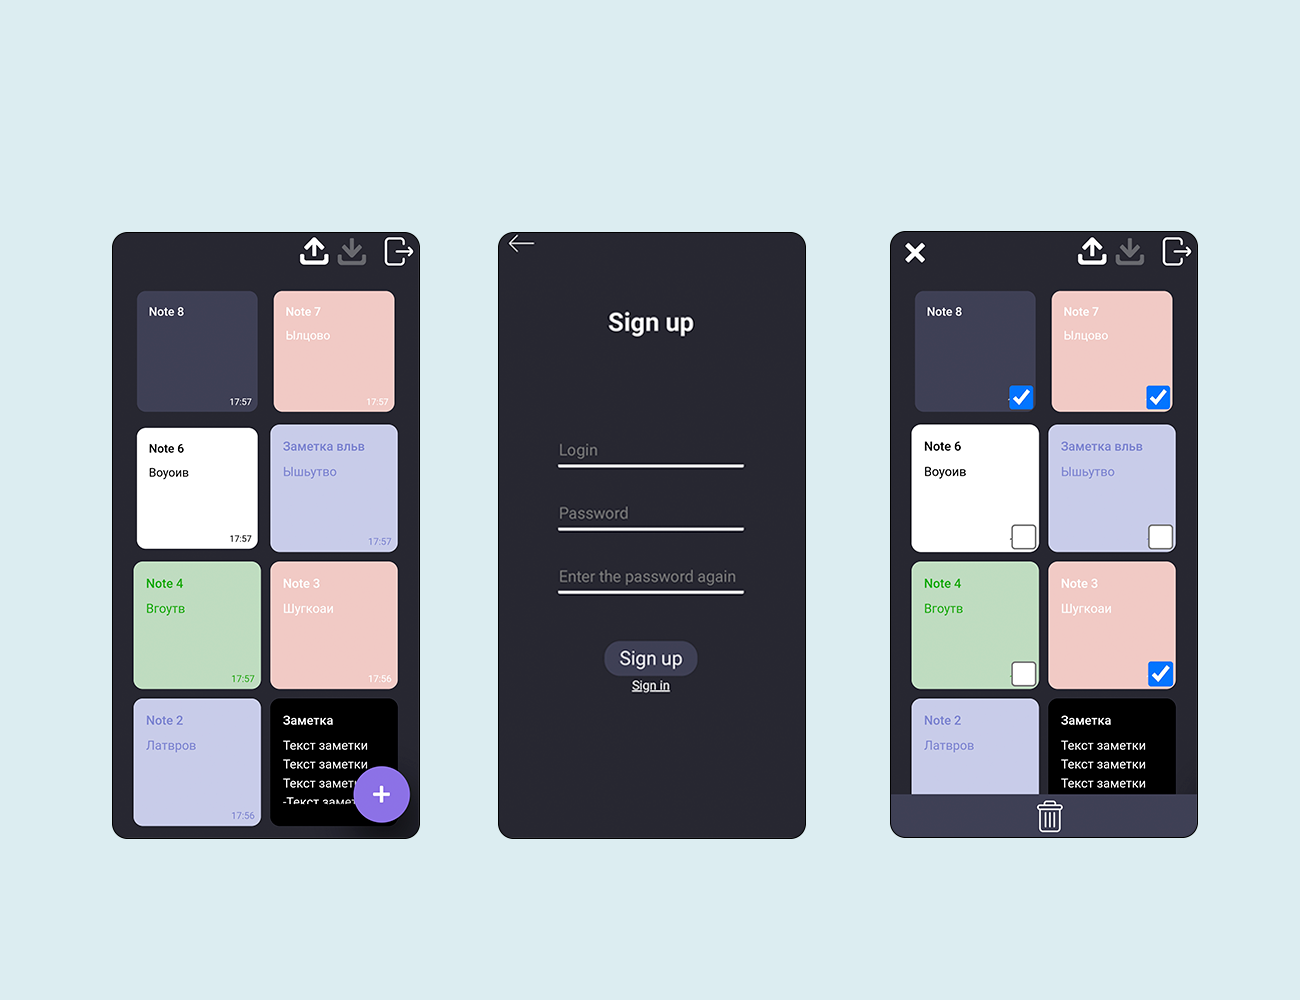 Note 8
17:57
Note 7
Ылцово
17:57
Note 6
Воуоив
17:57
Заметка вльв
Ышьутво
17:57
Note 4
Вгоутв
17:57
Note 3
Шугкоаи
17:56
Note 2
Латвров
17:56
Заметка
Текст заметки
Текст заметки
Текст замет
-Текст замет
Sign up
Login
Password
Enter the password again
Sign up
Sign in
Note 8
Note 7
Ылцово
Note 6
Воуоив
Заметка вльв
Ышьутво
Note 4
Вгоутв
Note 3
Шугкоаи
Note 2
Латвров
Заметка
Текст заметки
Текст заметки
Текст заметки